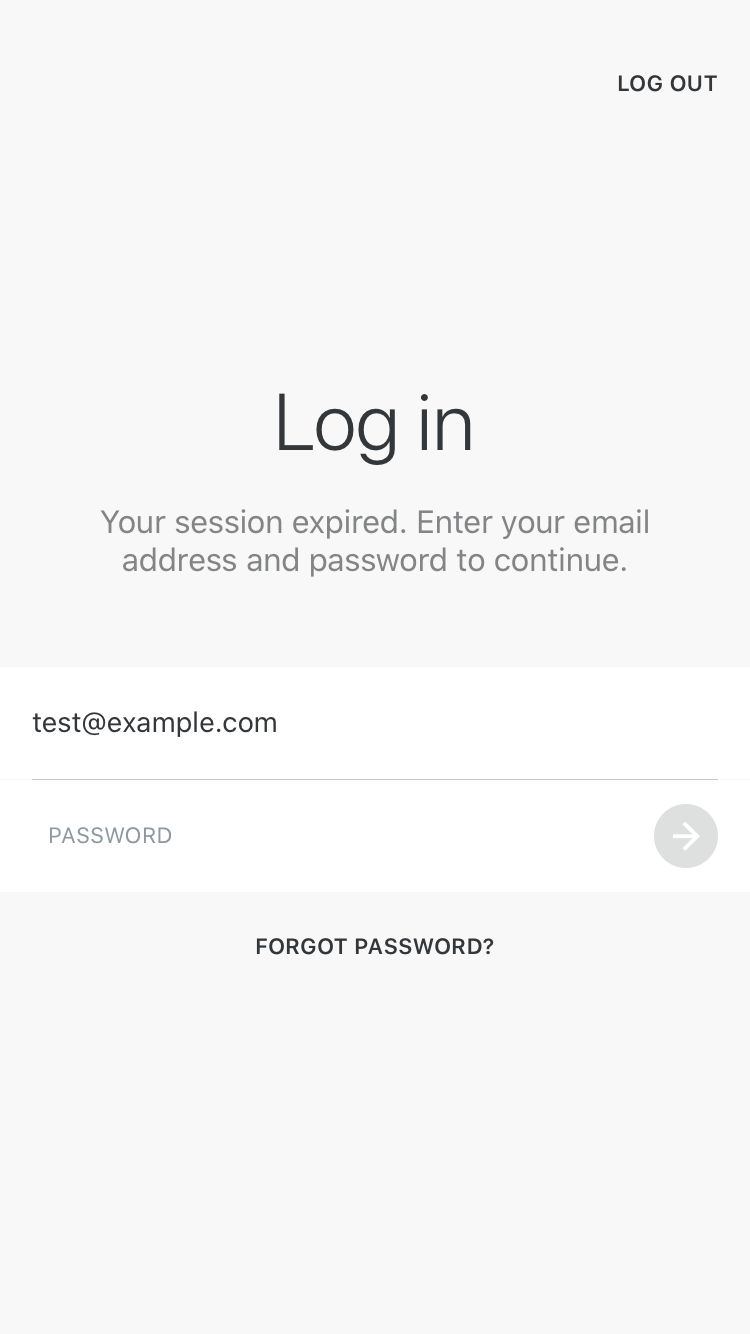 LOG OUT
Log in
Your session expired. Enter your email
address and password to continue.
test@example.com
PASSWORD
FORGOT PASSWORD?